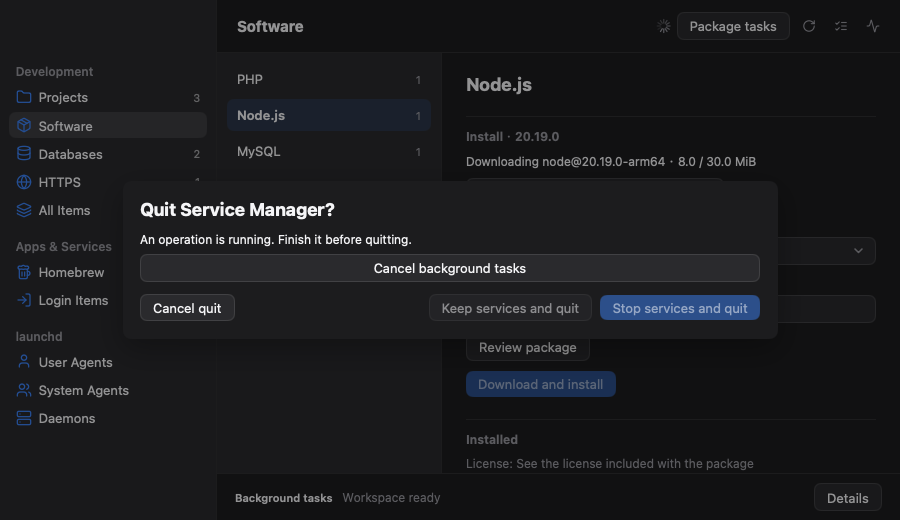 Software
Package tasks
Development
Projects 3
Software
Databases 2
HTTPS
All Items
Apps & Services
Homebrew
Login Items
launchd
User Agents
System Agents
Daemons
PHP 1
Node.js 1
MySQL 1
Node.js
Install · 20.19.0
Downloading node@20.19.0-arm64 · 8.0 / 30.0 MiB
Quit Service Manager?
An operation is running. Finish it before quitting.
Cancel background tasks
Cancel quit
Keep services and quit
Stop services and quit
Review package
Download and install
Installed
License: See the license included with the package
Background tasks Workspace ready
Details